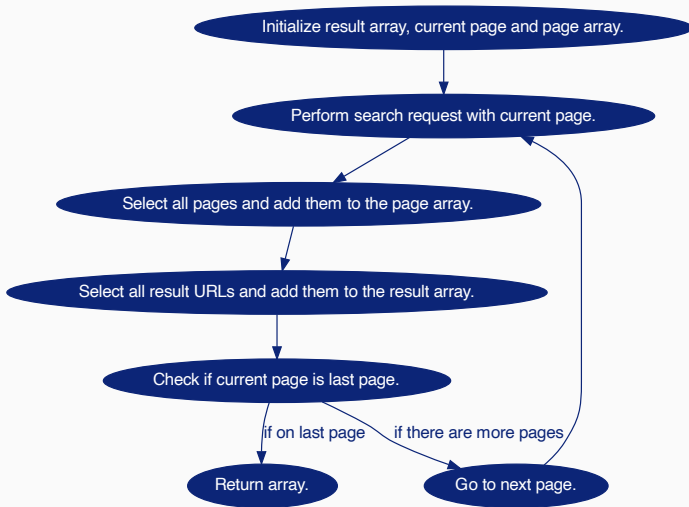 Initialize result array, current page and page array.
Perform search request with current page.
Select all pages and add them to the page array.
Select all result URLs and add them to the result array.
Check if current page is last page.
if on last page
if there are more pages
Return array.
Go to next page.